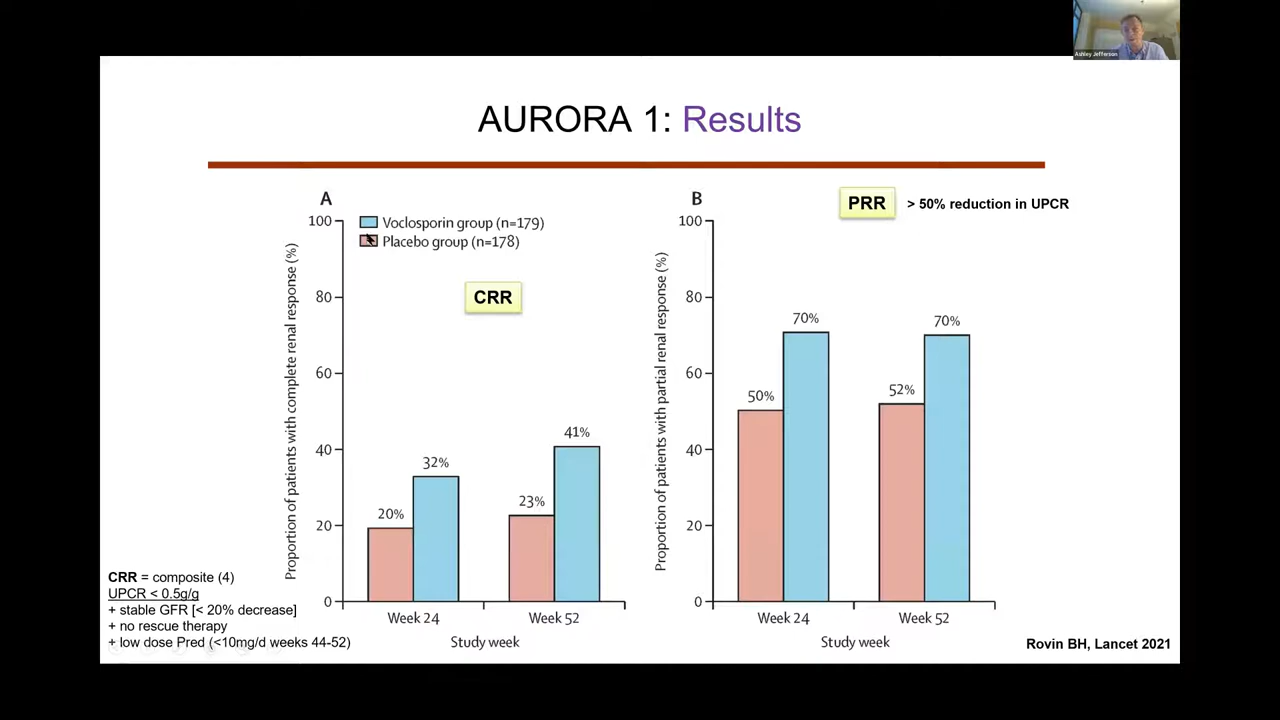 Ashley Jefferson
AURORA 1: Results
A
Voclosporin group (n=179)
Placebo group (n=178)
CRR
Proportion of patients with complete renal response (%)
100
80
60
40
20
0
20%
32%
23%
41%
Week 24
Week 52
Study week
B
PRR
> 50% reduction in UPCR
Proportion of patients with partial renal response (%)
100
80
60
40
20
0
50%
70%
52%
70%
Week 24
Week 52
Study week
CRR = composite (4)
UPCR < 0.5g/g
+ stable GFR [< 20% decrease]
+ no rescue therapy
+ low dose Pred (<10mg/d weeks 44-52)
Rovin BH, Lancet 2021